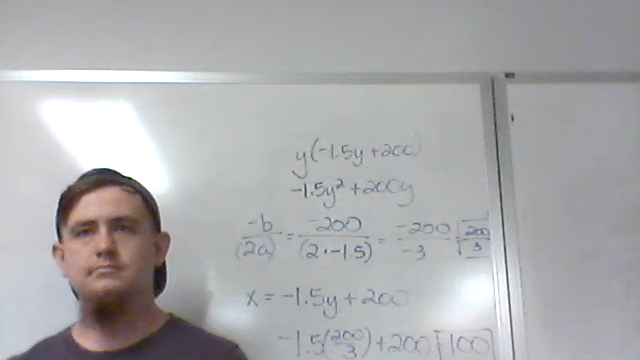 y(-1.5y+200)
-1.5y²+200y
-b/(2a) = -200/(2·-1.5) = -200/-3 = 200/3
x = -1.5y+200
-1.5(200/3)+200 = 100